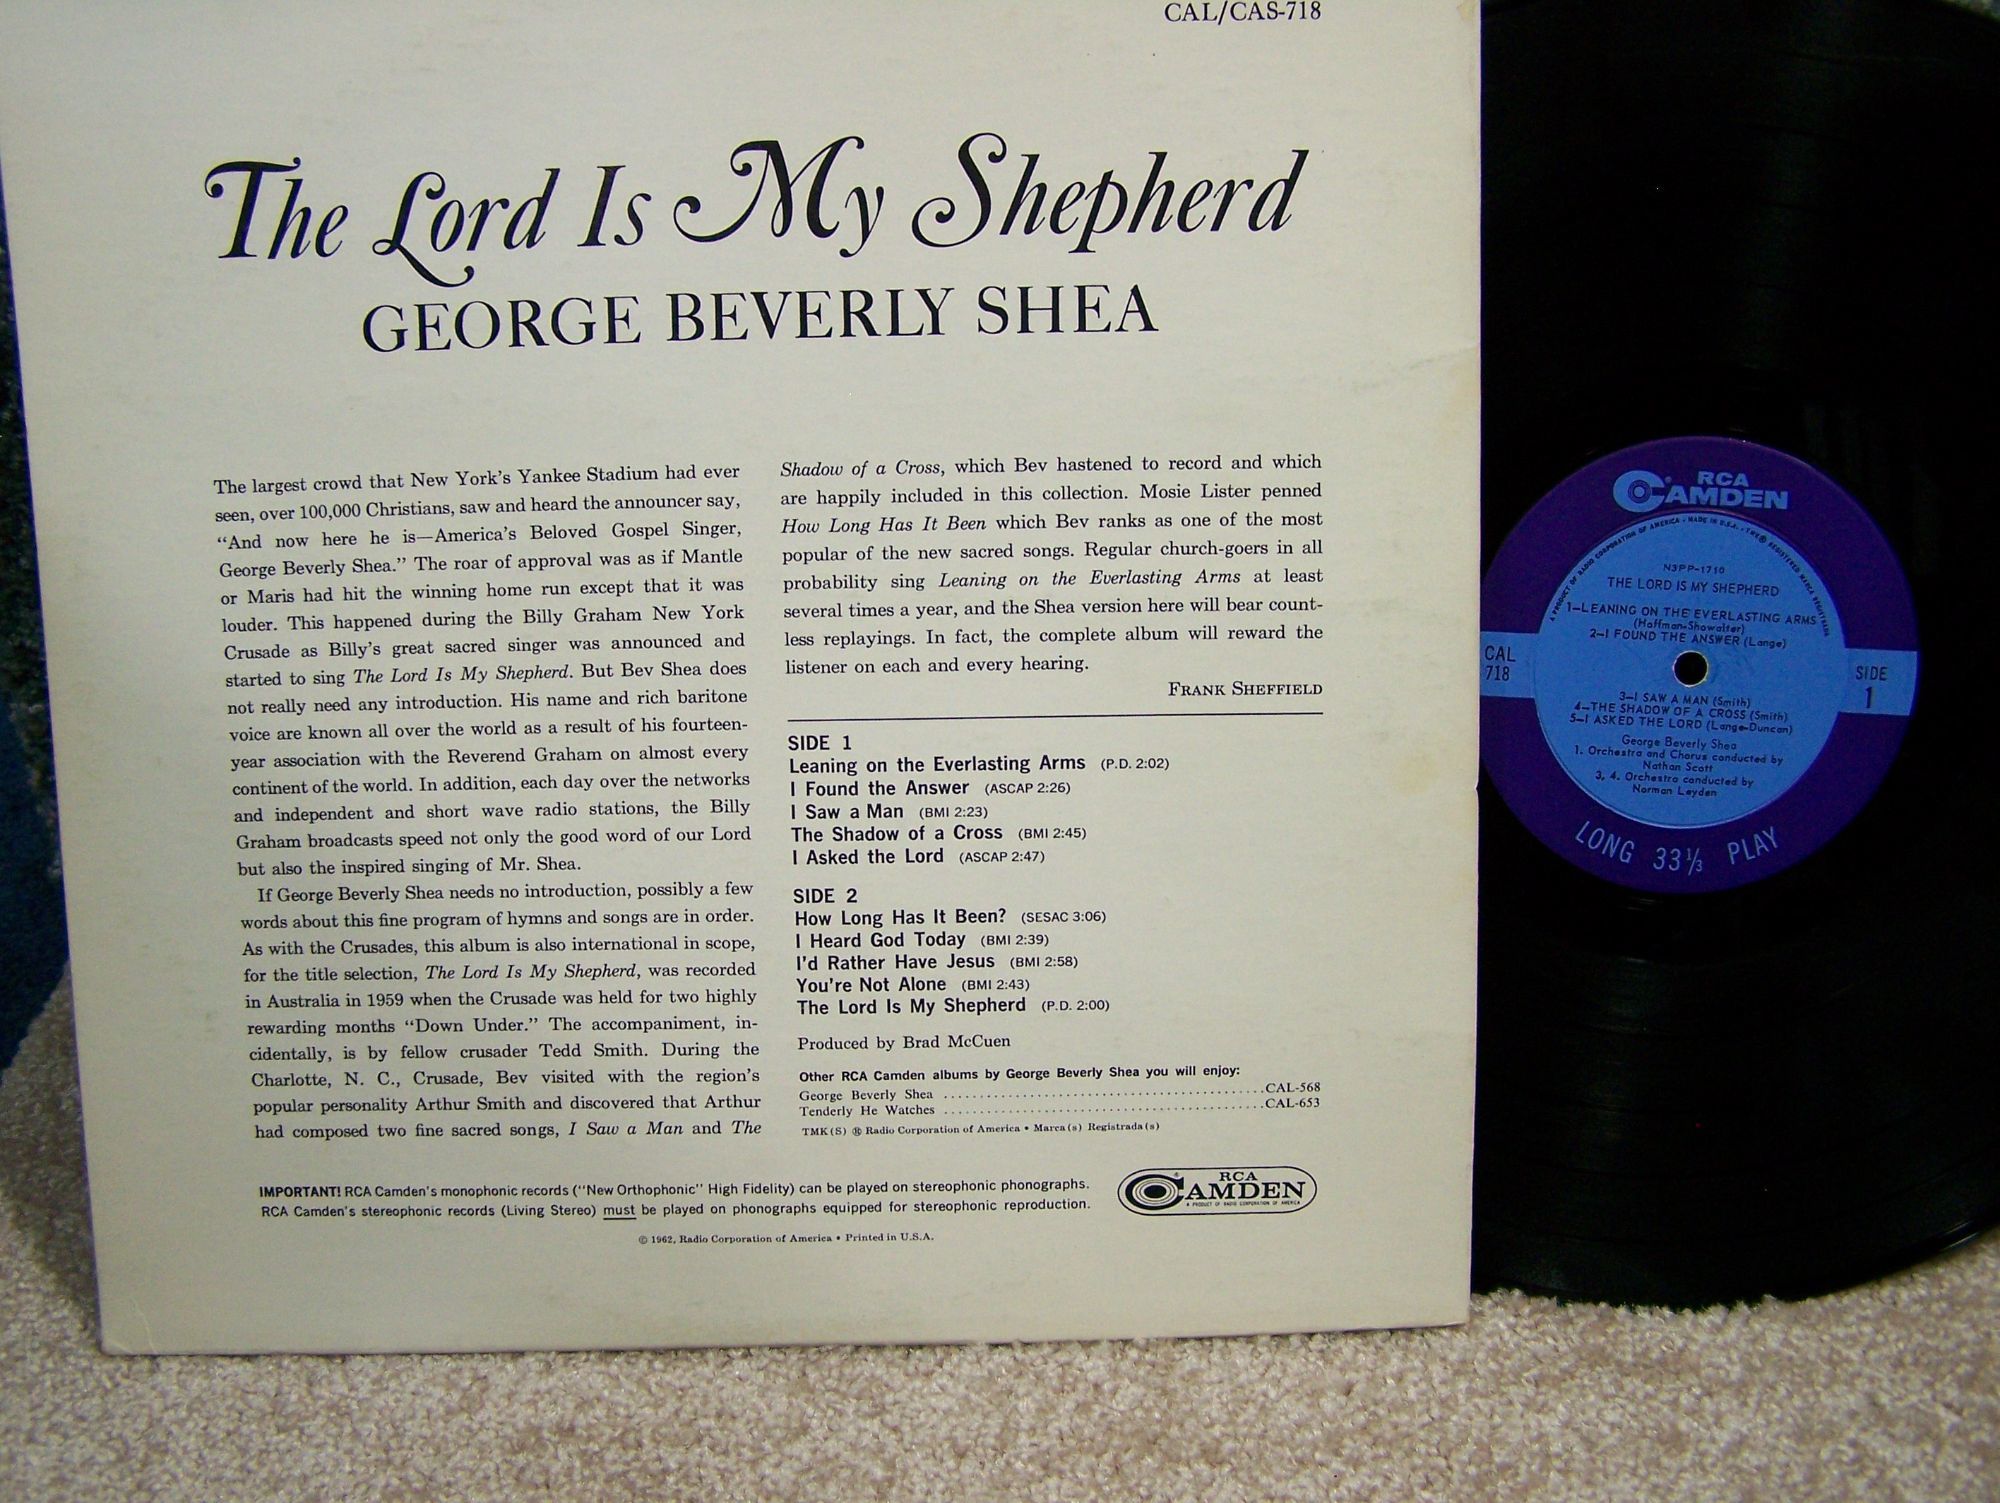 CAL/CAS-718
The Lord Is My Shepherd
GEORGE BEVERLY SHEA
The largest crowd that New York's Yankee Stadium had ever
seen, over 100,000 Christians, saw and heard the announcer say,
"And now here he is—America's Beloved Gospel Singer,
George Beverly Shea." The roar of approval was as if Mantle
or Maris had hit the winning home run except that it was
louder. This happened during the Billy Graham New York
Crusade as Billy's great sacred singer was announced and
started to sing The Lord Is My Shepherd. But Bev Shea does
not really need any introduction. His name and rich baritone
voice are known all over the world as a result of his fourteen-
year association with the Reverend Graham on almost every
continent of the world. In addition, each day over the networks
and independent and short wave radio stations, the Billy
Graham broadcasts speed not only the good word of our Lord
but also the inspired singing of Mr. Shea.
If George Beverly Shea needs no introduction, possibly a few
words about this fine program of hymns and songs are in order.
As with the Crusades, this album is also international in scope,
for the title selection, The Lord Is My Shepherd, was recorded
in Australia in 1959 when the Crusade was held for two highly
rewarding months "Down Under." The accompaniment, in-
cidentally, is by fellow crusader Tedd Smith. During the
Charlotte, N. C., Crusade, Bev visited with the region's
popular personality Arthur Smith and discovered that Arthur
had composed two fine sacred songs, I Saw a Man and The
Shadow of a Cross, which Bev hastened to record and which
are happily included in this collection. Mosie Lister penned
How Long Has It Been which Bev ranks as one of the most
popular of the new sacred songs. Regular church-goers in all
probability sing Leaning on the Everlasting Arms at least
several times a year, and the Shea version here will bear count-
less replayings. In fact, the complete album will reward the
listener on each and every hearing.
FRANK SHEFFIELD
SIDE 1
Leaning on the Everlasting Arms (P.D. 2:02)
I Found the Answer (ASCAP 2:26)
I Saw a Man (BMI 2:23)
The Shadow of a Cross (BMI 2:45)
I Asked the Lord (ASCAP 2:47)
SIDE 2
How Long Has It Been? (SESAC 3:06)
I Heard God Today (BMI 2:39)
I'd Rather Have Jesus (BMI 2:58)
You're Not Alone (BMI 2:43)
The Lord Is My Shepherd (P.D. 2:00)
Produced by Brad McCuen
Other RCA Camden albums by George Beverly Shea you will enjoy:
George Beverly Shea ........................................ CAL-568
Tenderly He Watches ........................................ CAL-653
TMK(S) ® Radio Corporation of America • Marca(s) Registrada(s)
IMPORTANT! RCA Camden's monophonic records ("New Orthophonic" High Fidelity) can be played on stereophonic phonographs.
RCA Camden's stereophonic records (Living Stereo) must be played on phonographs equipped for stereophonic reproduction.
RCA
CAMDEN
A PRODUCT OF RADIO CORPORATION OF AMERICA
© 1962, Radio Corporation of America • Printed in U.S.A.
RCA
CAMDEN
A PRODUCT OF RADIO CORPORATION OF AMERICA - MADE IN U.S.A. - TMK ® REGISTERED MARCA REGISTRADA
N3PP-1710
THE LORD IS MY SHEPHERD
1-LEANING ON THE EVERLASTING ARMS
(Hoffman-Showalter)
2-I FOUND THE ANSWER (Lange)
CAL
718
SIDE
1
3-I SAW A MAN (Smith)
4-THE SHADOW OF A CROSS (Smith)
5-I ASKED THE LORD (Lange-Duncan)
George Beverly Shea
1. Orchestra and Chorus conducted by
Nathan Scott
3, 4. Orchestra conducted by
Norman Leyden
LONG 33⅓ PLAY